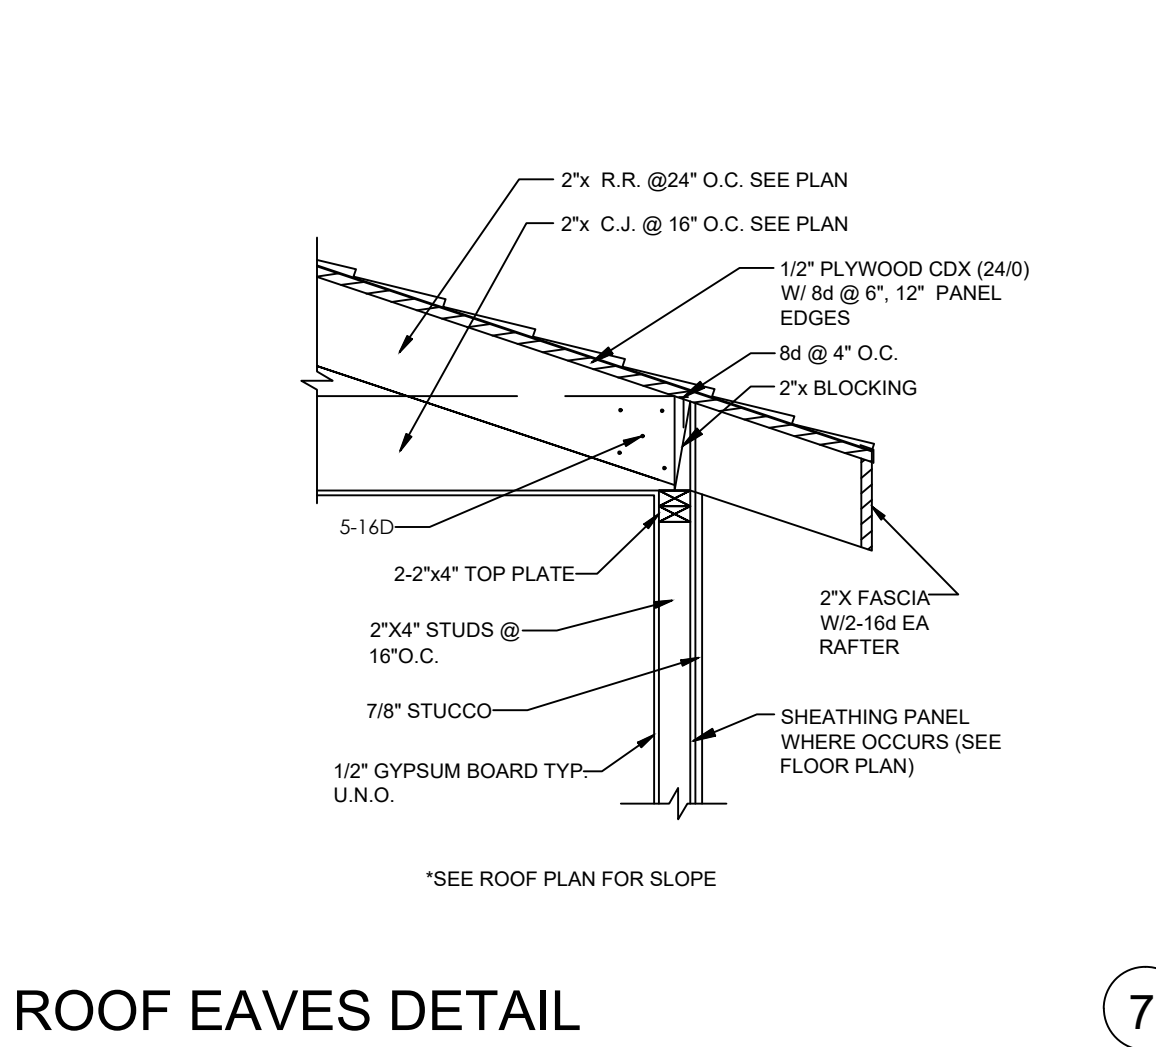 2"x R.R. @24" O.C. SEE PLAN
2"x C.J. @ 16" O.C. SEE PLAN
1/2" PLYWOOD CDX (24/0)
W/ 8d @ 6", 12" PANEL
EDGES
8d @ 4" O.C.
2"x BLOCKING
5-16D
2-2"x4" TOP PLATE
2"X4" STUDS @
16"O.C.
7/8" STUCCO
1/2" GYPSUM BOARD TYP.
U.N.O.
2"X FASCIA
W/2-16d EA
RAFTER
SHEATHING PANEL
WHERE OCCURS (SEE
FLOOR PLAN)
*SEE ROOF PLAN FOR SLOPE
ROOF EAVES DETAIL
7